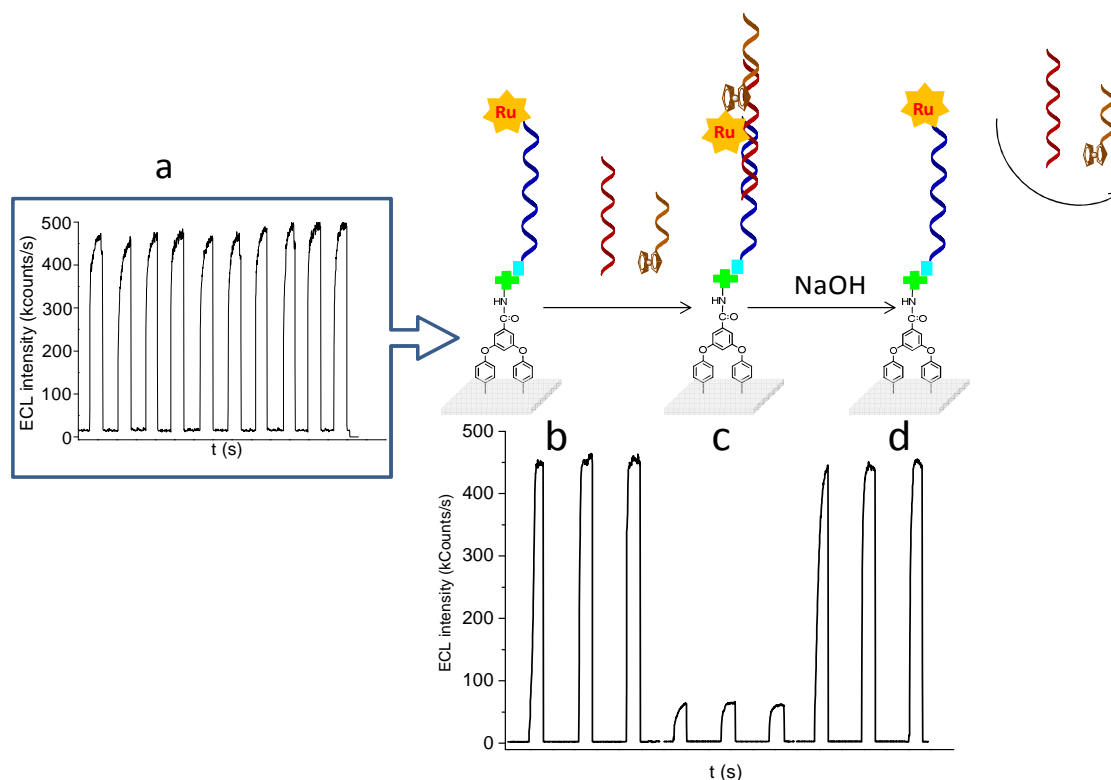 a
ECL intensity (kcounts/s)
500
400
300
200
100
0
t (s)
Ru
HN
C=O
O
O
Ru
HN
C=O
O
O
NaOH
Ru
HN
C=O
O
O
b
c
d
ECL intensity (kCounts/s)
500
400
300
200
100
0
t (s)